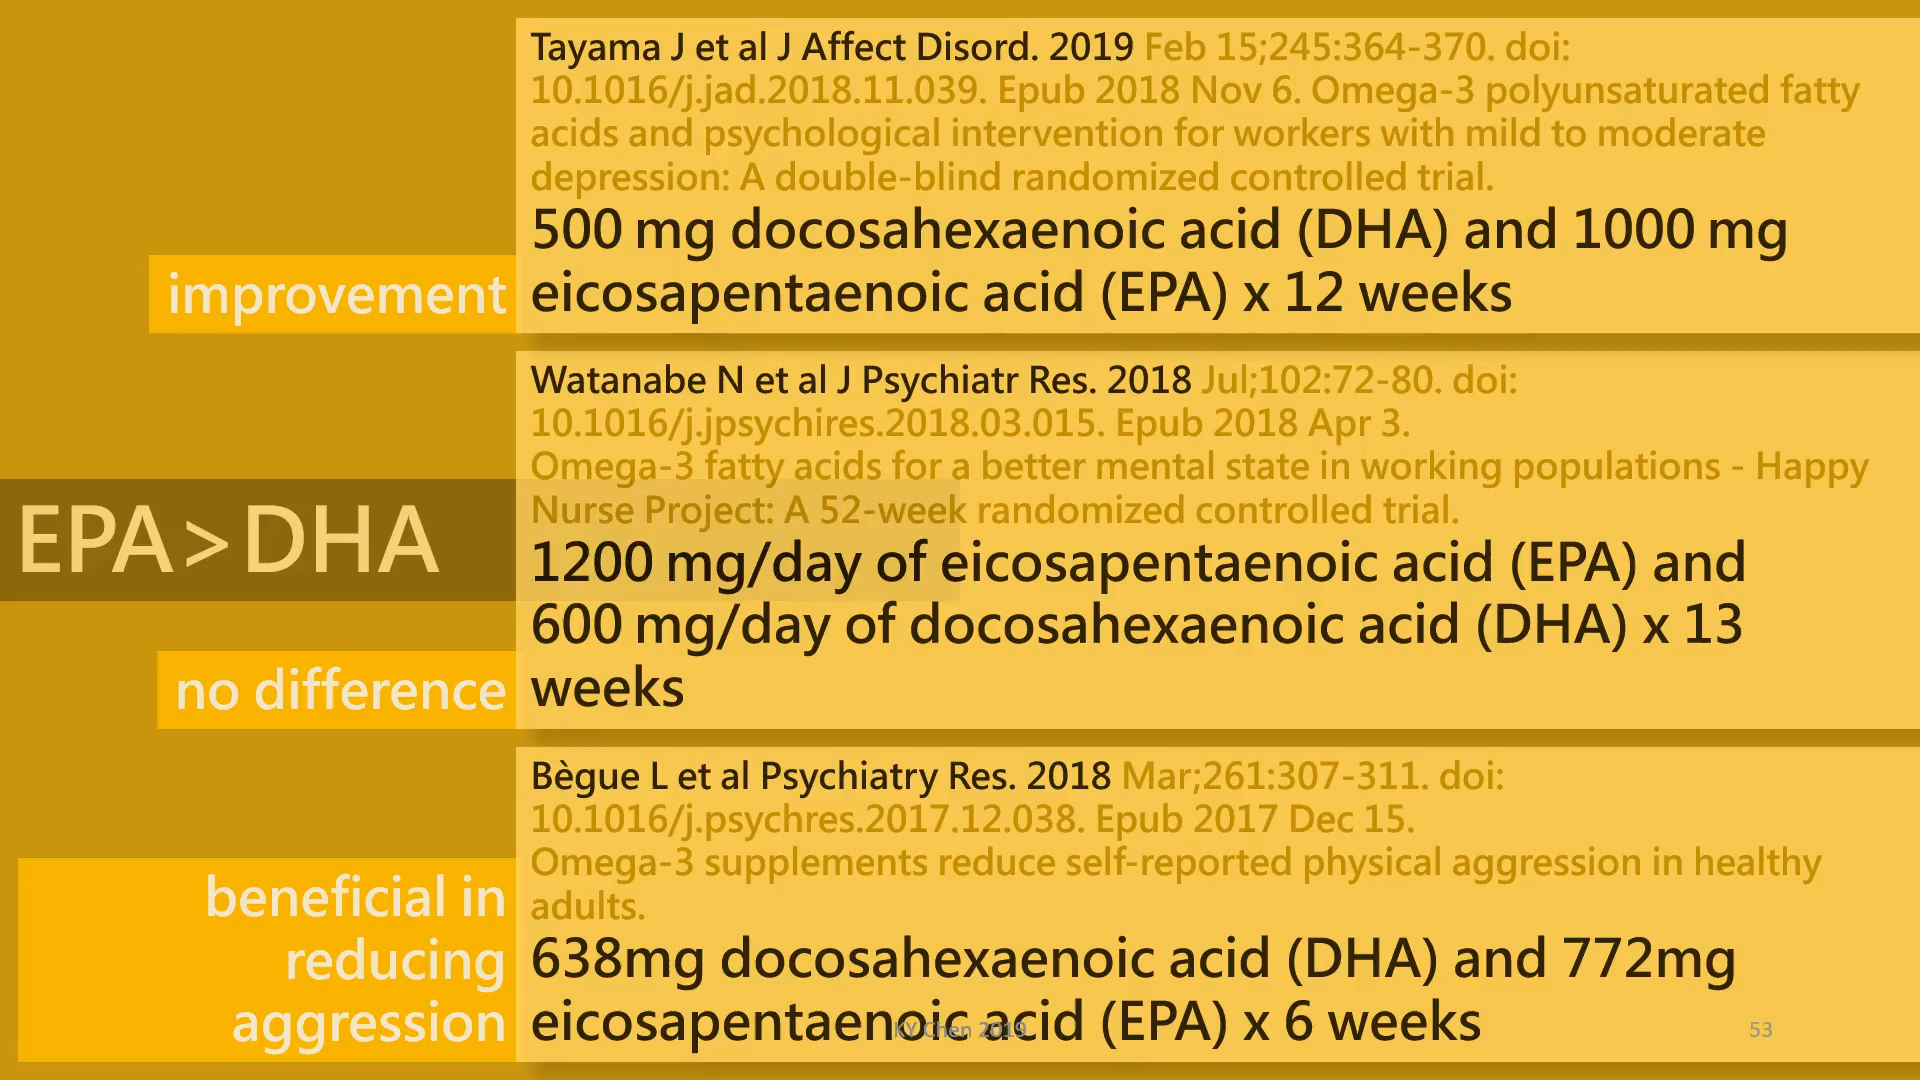 Tayama J et al J Affect Disord. 2019 Feb 15;245:364-370. doi:
10.1016/j.jad.2018.11.039. Epub 2018 Nov 6. Omega-3 polyunsaturated fatty
acids and psychological intervention for workers with mild to moderate
depression: A double-blind randomized controlled trial.
500 mg docosahexaenoic acid (DHA) and 1000 mg
eicosapentaenoic acid (EPA) x 12 weeks
improvement
Watanabe N et al J Psychiatr Res. 2018 Jul;102:72-80. doi:
10.1016/j.jpsychires.2018.03.015. Epub 2018 Apr 3.
Omega-3 fatty acids for a better mental state in working populations - Happy
Nurse Project: A 52-week randomized controlled trial.
1200 mg/day of eicosapentaenoic acid (EPA) and
600 mg/day of docosahexaenoic acid (DHA) x 13
weeks
EPA>DHA
no difference
Bègue L et al Psychiatry Res. 2018 Mar;261:307-311. doi:
10.1016/j.psychres.2017.12.038. Epub 2017 Dec 15.
Omega-3 supplements reduce self-reported physical aggression in healthy
adults.
638mg docosahexaenoic acid (DHA) and 772mg
eicosapentaenoic acid (EPA) x 6 weeks
beneficial in
reducing
aggression
KY Chen 2019
53